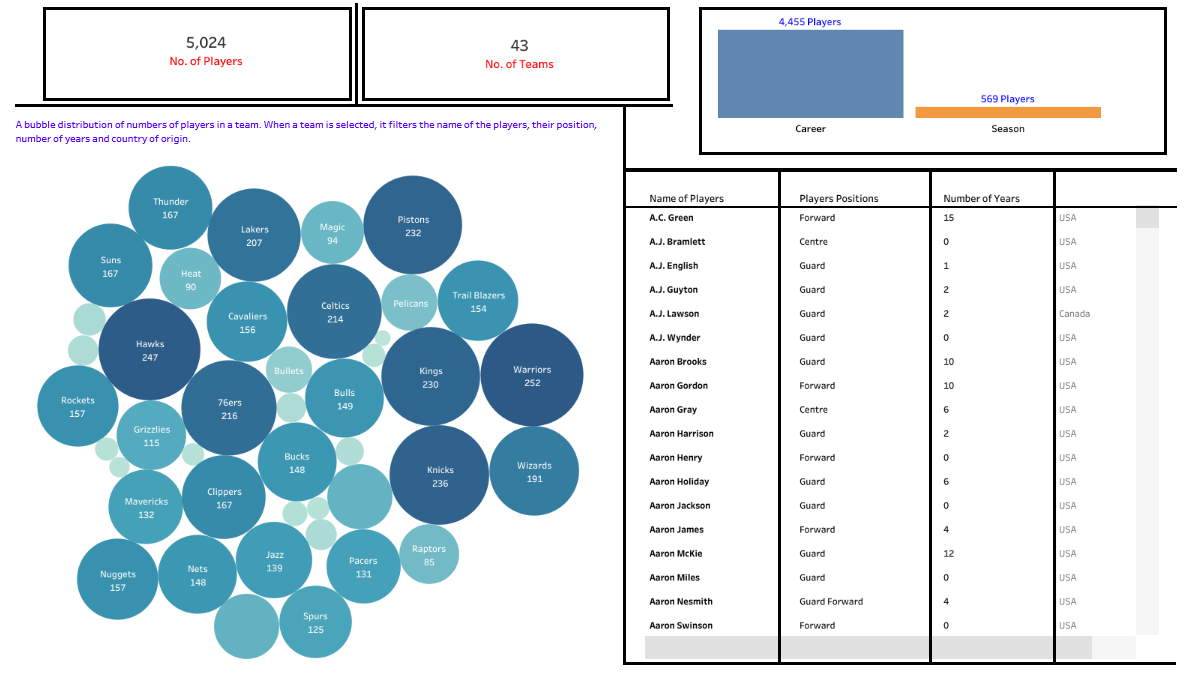 5,024
No. of Players
43
No. of Teams
4,455 Players
569 Players
Career
Season
A bubble distribution of numbers of players in a team. When a team is selected, it filters the name of the players, their position,
number of years and country of origin.
Thunder
167
Lakers
207
Magic
94
Pistons
232
Suns
167
Heat
90
Cavaliers
156
Celtics
214
Pelicans
Trail Blazers
154
Hawks
247
Bullets
Kings
230
Warriors
252
Rockets
157
76ers
216
Bulls
149
Grizzlies
115
Bucks
148
Knicks
236
Wizards
191
Mavericks
132
Clippers
167
Nuggets
157
Nets
148
Jazz
139
Pacers
131
Raptors
85
Spurs
125
Name of Players Players Positions Number of Years
A.C. Green Forward 15 USA
A.J. Bramlett Centre 0 USA
A.J. English Guard 1 USA
A.J. Guyton Guard 2 USA
A.J. Lawson Guard 2 Canada
A.J. Wynder Guard 0 USA
Aaron Brooks Guard 10 USA
Aaron Gordon Forward 10 USA
Aaron Gray Centre 6 USA
Aaron Harrison Guard 2 USA
Aaron Henry Forward 0 USA
Aaron Holiday Guard 6 USA
Aaron Jackson Guard 0 USA
Aaron James Forward 4 USA
Aaron McKie Guard 12 USA
Aaron Miles Guard 0 USA
Aaron Nesmith Guard Forward 4 USA
Aaron Swinson Forward 0 USA